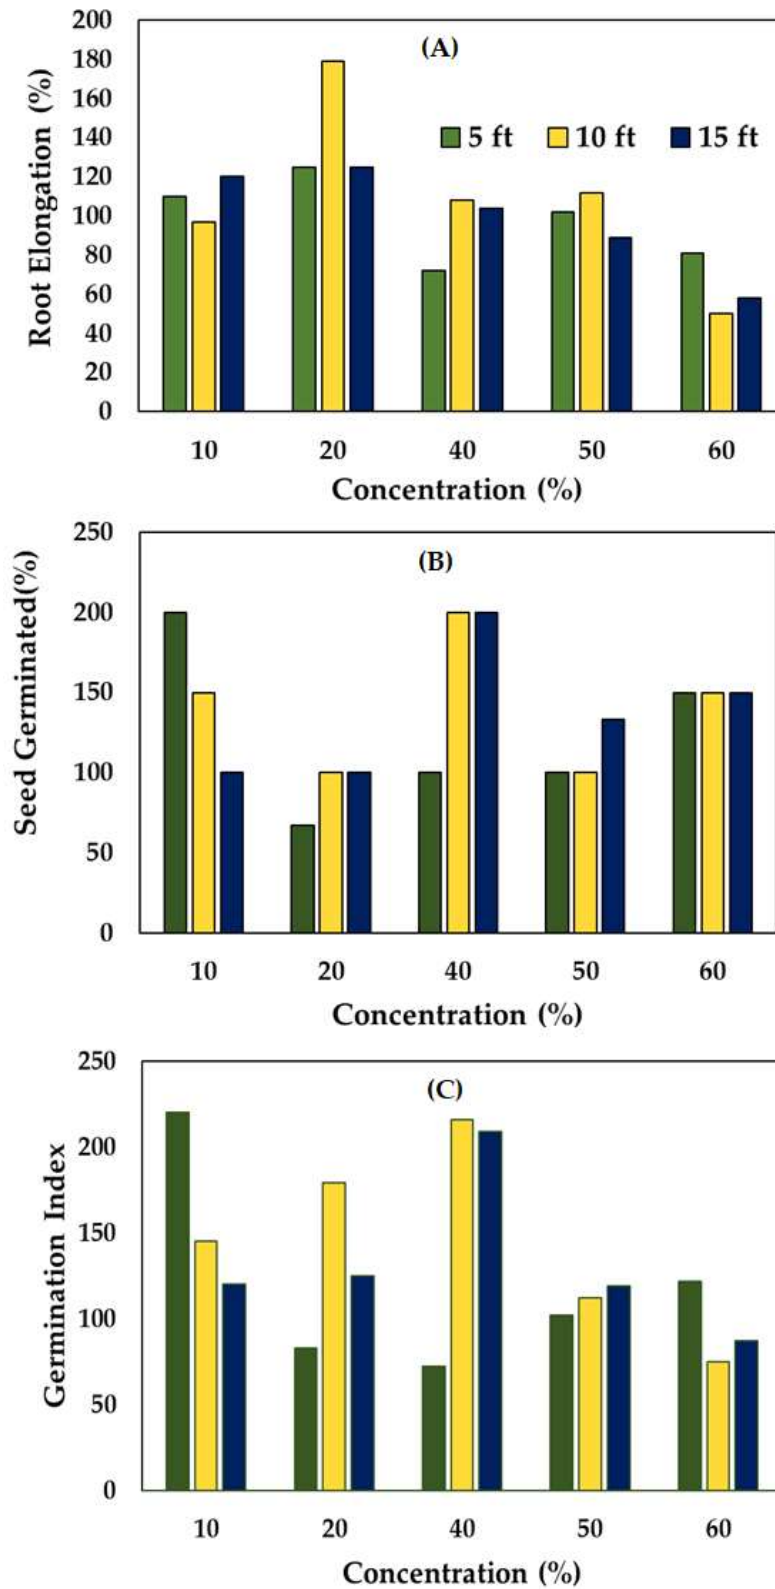 (A)
Root Elongation (%)
200
180
160
140
120
100
80
60
40
20
0
5 ft 10 ft 15 ft
10 20 40 50 60
Concentration (%)
(B)
Seed Germinated(%)
250
200
150
100
50
0
10 20 40 50 60
Concentration (%)
(C)
Germination Index
250
200
150
100
50
0
10 20 40 50 60
Concentration (%)